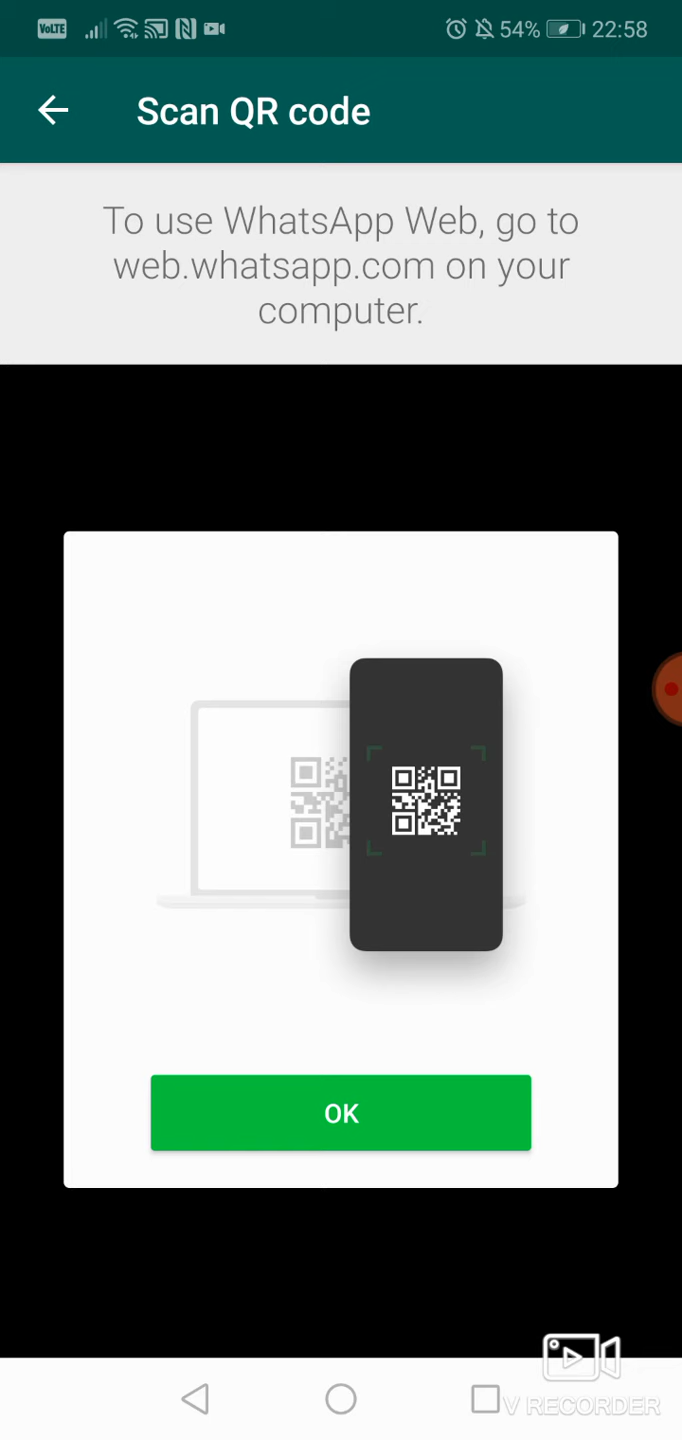 VoLTE 54% 22:58
Scan QR code
To use WhatsApp Web, go to
web.whatsapp.com on your
computer.
OK
V RECORDER